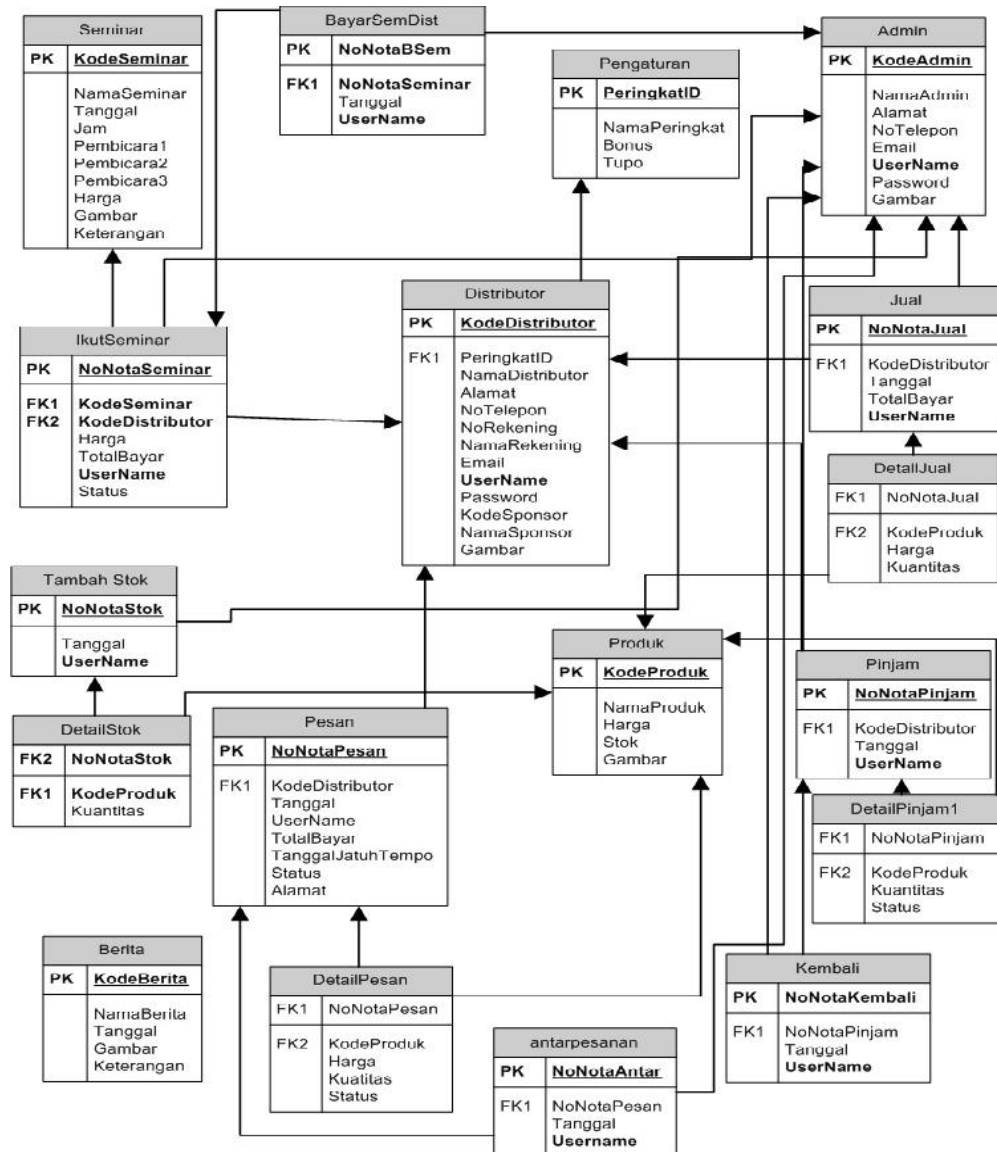 Seminar
PK KodeSeminar
NamaSeminar
Tanggal
Jam
Pembicara1
Pembicara2
Pembicara3
Harga
Gambar
Keterangan
BayarSemDist
PK NoNotaBSem
FK1 NoNotaSeminar
Tanggal
UserName
Pengaturan
PK PeringkatID
NamaPeringkat
Bonus
Tupo
Admin
PK KodeAdmin
NamaAdmin
Alamat
NoTelepon
Email
UserName
Password
Gambar
IkutSeminar
PK NoNotaSeminar
FK1 KodeSeminar
FK2 KodeDistributor
Harga
TotalBayar
UserName
Status
Distributor
PK KodeDistributor
FK1 PeringkatID
NamaDistributor
Alamat
NoTelepon
NoRekening
NamaRekening
Email
UserName
Password
KodeSponsor
NamaSponsor
Gambar
Jual
PK NoNotaJual
FK1 KodeDistributor
Tanggal
TotalBayar
UserName
DetailJual
FK1 NoNotaJual
FK2 KodeProduk
Harga
Kuantitas
Tambah Stok
PK NoNotaStok
Tanggal
UserName
DetailStok
FK2 NoNotaStok
FK1 KodeProduk
Kuantitas
Pesan
PK NoNotaPesan
FK1 KodeDistributor
Tanggal
UserName
TotalBayar
TanggalJatuhTempo
Status
Alamat
Produk
PK KodeProduk
NamaProduk
Harga
Stok
Gambar
Pinjam
PK NoNotaPinjam
FK1 KodeDistributor
Tanggal
UserName
DetailPinjam1
FK1 NoNotaPinjam
FK2 KodeProduk
Kuantitas
Status
Berita
PK KodeBerita
NamaBerita
Tanggal
Gambar
Keterangan
DetailPesan
FK1 NoNotaPesan
FK2 KodeProduk
Harga
Kualitas
Status
antarpesanan
PK NoNotaAntar
FK1 NoNotaPesan
Tanggal
Username
Kembali
PK NoNotaKembali
FK1 NoNotaPinjam
Tanggal
UserName